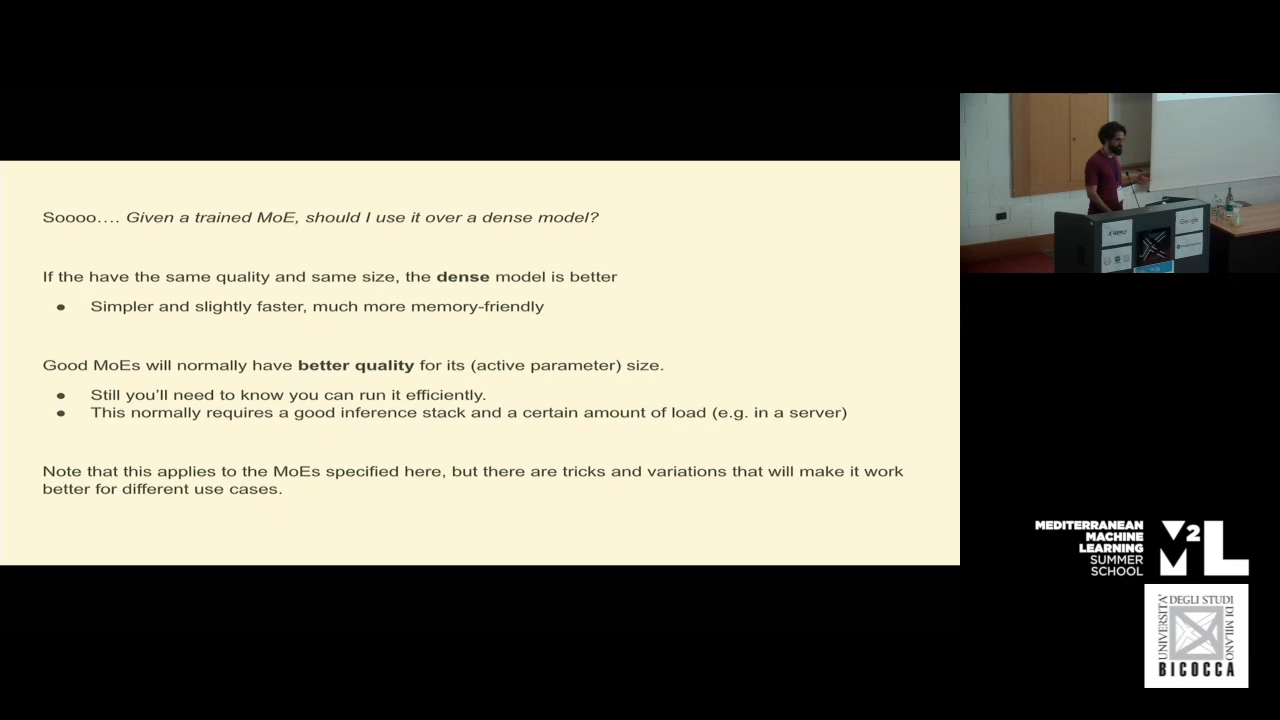 Soooo…. Given a trained MoE, should I use it over a dense model?
If the have the same quality and same size, the dense model is better
● Simpler and slightly faster, much more memory-friendly
Good MoEs will normally have better quality for its (active parameter) size.
● Still you'll need to know you can run it efficiently.
● This normally requires a good inference stack and a certain amount of load (e.g. in a server)
Note that this applies to the MoEs specified here, but there are tricks and variations that will make it work
better for different use cases.
Google
MEDITERRANEAN
MACHINE
LEARNING
SUMMER
SCHOOL
M2L
UNIVERSITA'
DEGLI STUDI
DI MILANO
BICOCCA